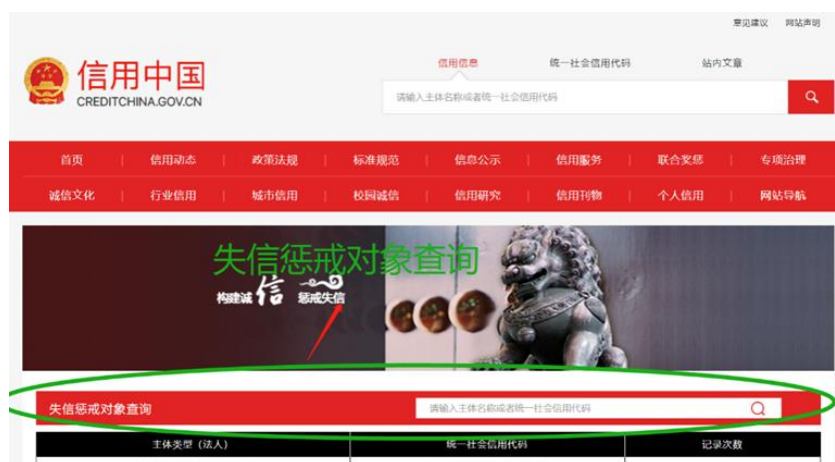 意见建议 网站声明
信用信息 统一社会信用代码 站内文章
信用中国
CREDITCHINA.GOV.CN
请输入主体名称或者统一社会信用代码
首页 | 信用动态 | 政策法规 | 标准规范 | 信息公示 | 信用服务 | 联合奖惩 | 专项治理
诚信文化 | 行业信用 | 城市信用 | 校园诚信 | 信用研究 | 信用刊物 | 个人信用 | 网站导航
失信惩戒对象查询
构建诚信 惩戒失信
失信惩戒对象查询 请输入主体名称或者统一社会信用代码
主体类型（法人） 统一社会信用代码 记录次数